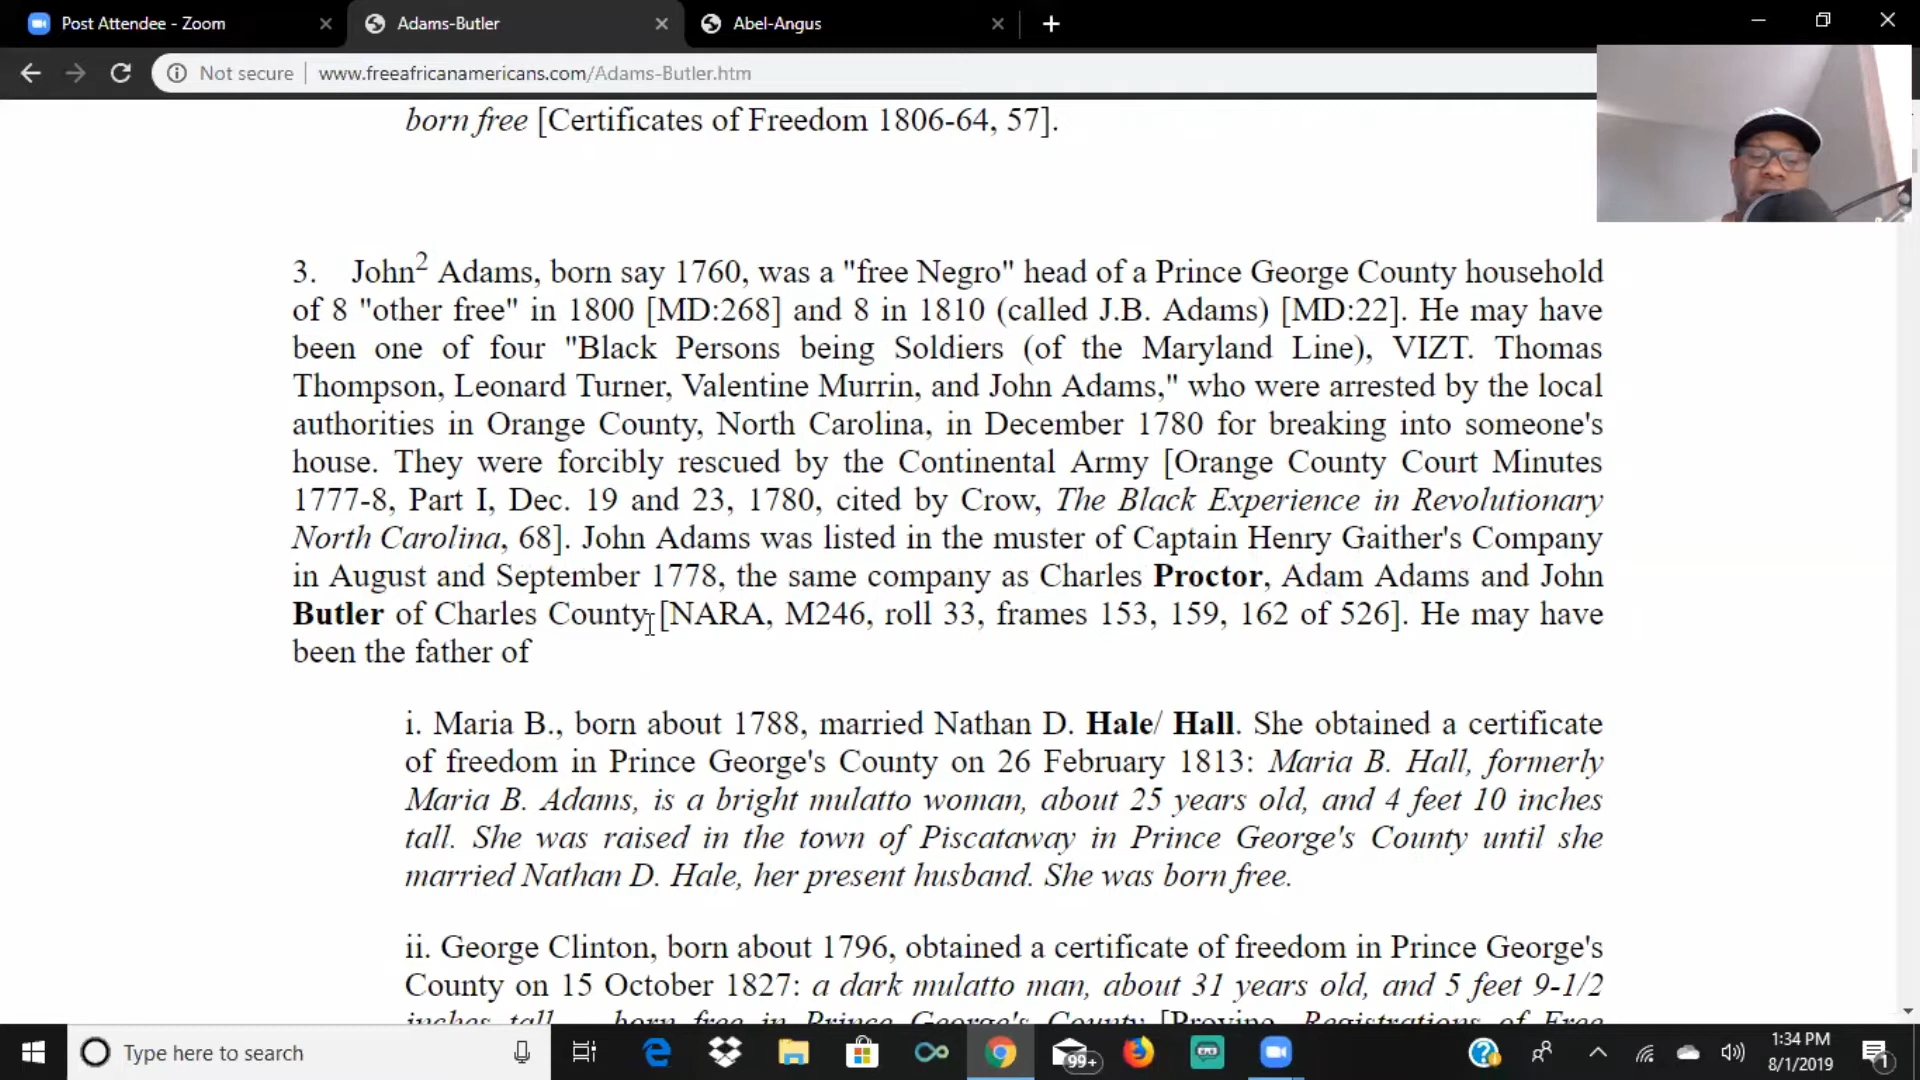 Post Attendee - Zoom
Adams-Butler
Abel-Angus
Not secure
www.freeafricanamericans.com/Adams-Butler.htm
born free [Certificates of Freedom 1806-64, 57].
3. John2 Adams, born say 1760, was a "free Negro" head of a Prince George County household
of 8 "other free" in 1800 [MD:268] and 8 in 1810 (called J.B. Adams) [MD:22]. He may have
been one of four "Black Persons being Soldiers (of the Maryland Line), VIZT. Thomas
Thompson, Leonard Turner, Valentine Murrin, and John Adams," who were arrested by the local
authorities in Orange County, North Carolina, in December 1780 for breaking into someone's
house. They were forcibly rescued by the Continental Army [Orange County Court Minutes
1777-8, Part I, Dec. 19 and 23, 1780, cited by Crow, The Black Experience in Revolutionary
North Carolina, 68]. John Adams was listed in the muster of Captain Henry Gaither's Company
in August and September 1778, the same company as Charles Proctor, Adam Adams and John
Butler of Charles County [NARA, M246, roll 33, frames 153, 159, 162 of 526]. He may have
been the father of
i. Maria B., born about 1788, married Nathan D. Hale/ Hall. She obtained a certificate
of freedom in Prince George's County on 26 February 1813: Maria B. Hall, formerly
Maria B. Adams, is a bright mulatto woman, about 25 years old, and 4 feet 10 inches
tall. She was raised in the town of Piscataway in Prince George's County until she
married Nathan D. Hale, her present husband. She was born free.
ii. George Clinton, born about 1796, obtained a certificate of freedom in Prince George's
County on 15 October 1827: a dark mulatto man, about 31 years old, and 5 feet 9-1/2
inches tall... born free in Prince George's County [Provine, Registrations of Free
Type here to search
99+
1:34 PM
8/1/2019
1